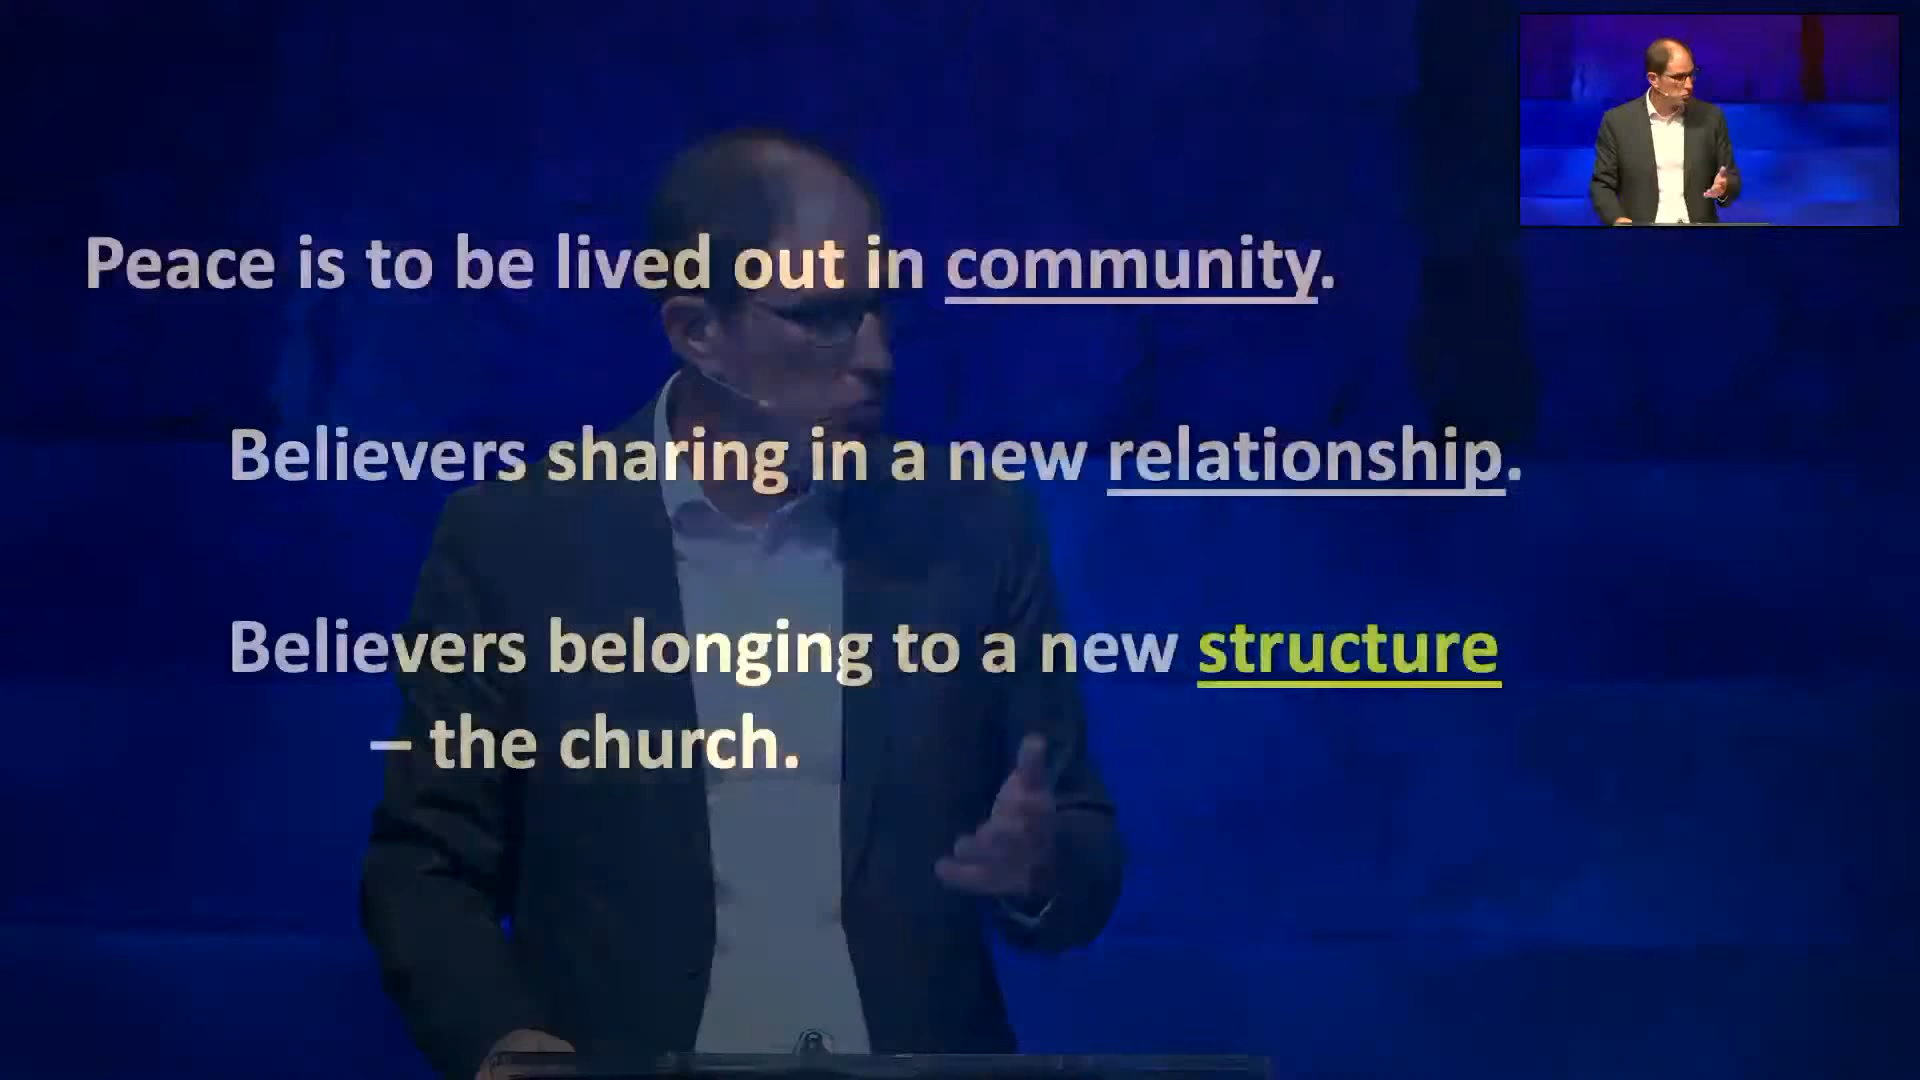 Peace is to be lived out in community.
Believers sharing in a new relationship.
Believers belonging to a new structure
– the church.